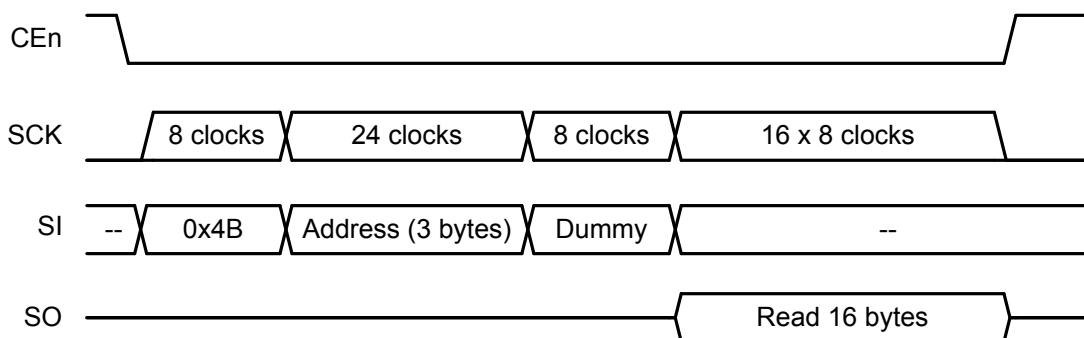 CEn
SCK 8 clocks 24 clocks 8 clocks 16 x 8 clocks
SI -- 0x4B Address (3 bytes) Dummy --
SO Read 16 bytes